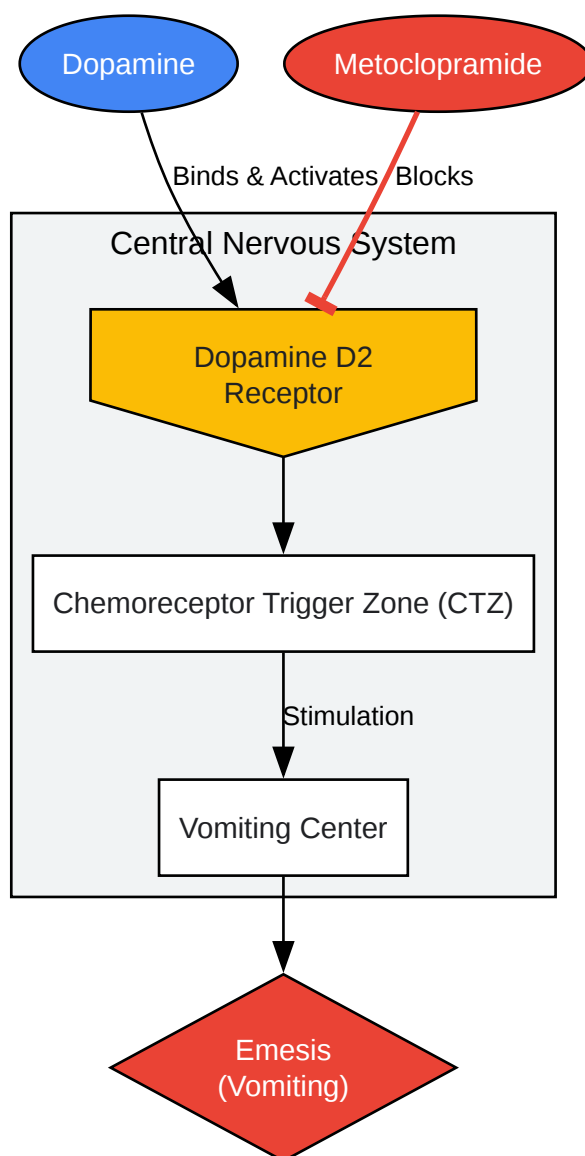 Dopamine
Metoclopramide
Binds & Activates
Blocks
Central Nervous System
Dopamine D2
Receptor
Chemoreceptor Trigger Zone (CTZ)
Stimulation
Vomiting Center
Emesis
(Vomiting)